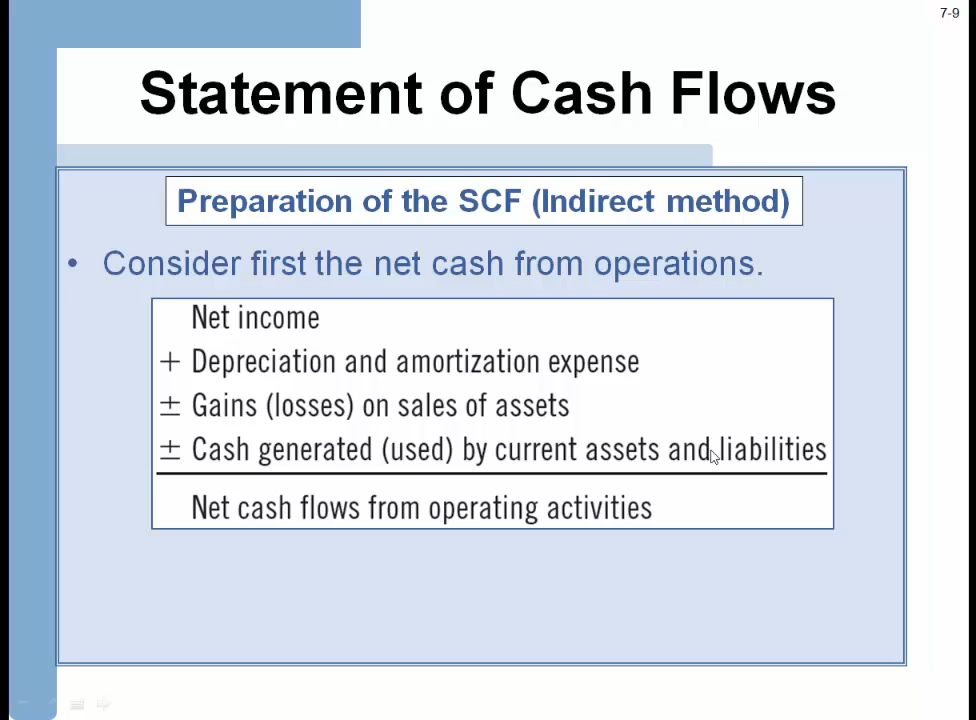 7-9
Statement of Cash Flows
Preparation of the SCF (Indirect method)
• Consider first the net cash from operations.
Net income
+ Depreciation and amortization expense
± Gains (losses) on sales of assets
± Cash generated (used) by current assets and liabilities
Net cash flows from operating activities